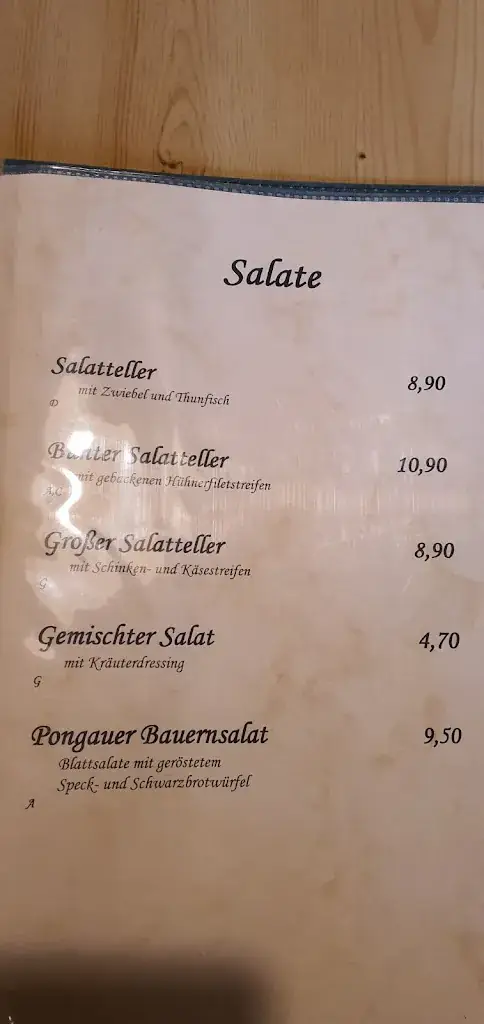 Salate
Salatteller 8,90
mit Zwiebel und Thunfisch
D
Bunter Salatteller 10,90
mit gebackenen Hühnerfiletstreifen
A,C
Großer Salatteller 8,90
mit Schinken- und Käsestreifen
G
Gemischter Salat 4,70
mit Kräuterdressing
G
Pongauer Bauernsalat 9,50
Blattsalate mit geröstetem
Speck- und Schwarzbrotwürfel
A